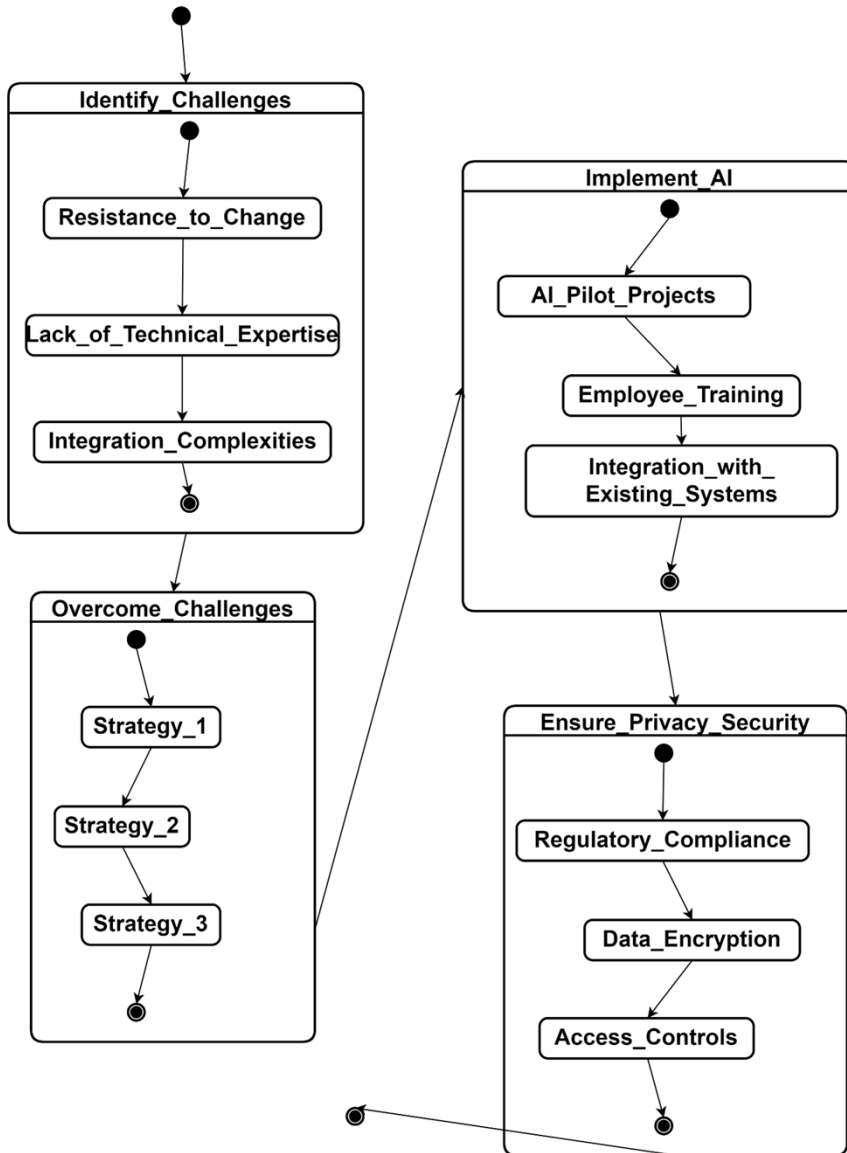 Identify_Challenges
Resistance_to_Change
Lack_of_Technical_Expertise
Integration_Complexities
Overcome_Challenges
Strategy_1
Strategy_2
Strategy_3
Implement_AI
AI_Pilot_Projects
Employee_Training
Integration_with_
Existing_Systems
Ensure_Privacy_Security
Regulatory_Compliance
Data_Encryption
Access_Controls